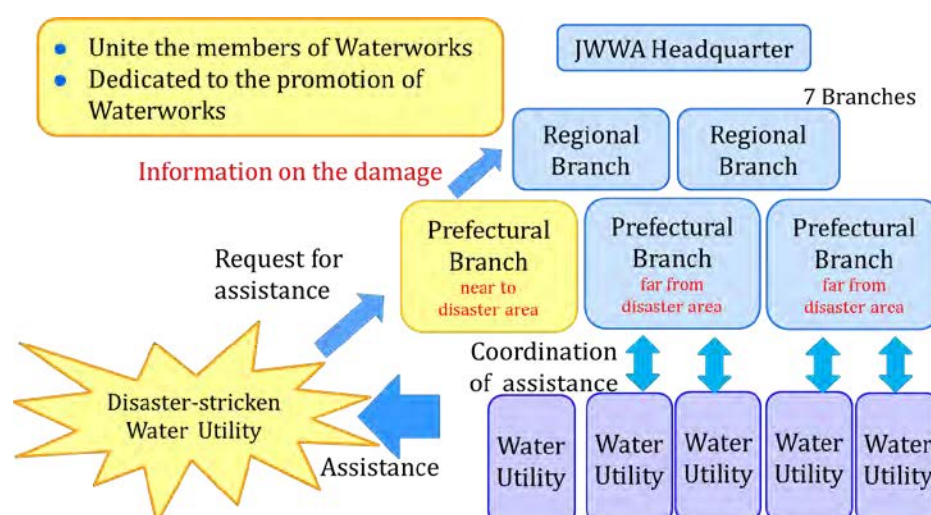 ● Unite the members of Waterworks
● Dedicated to the promotion of
Waterworks
JWWA Headquarter
7 Branches
Regional
Branch
Regional
Branch
Information on the damage
Prefectural
Branch
near to
disaster area
Prefectural
Branch
far from
disaster area
Prefectural
Branch
far from
disaster area
Request for
assistance
Coordination
of assistance
Disaster-stricken
Water Utility
Assistance
Water
Utility
Water
Utility
Water
Utility
Water
Utility
Water
Utility